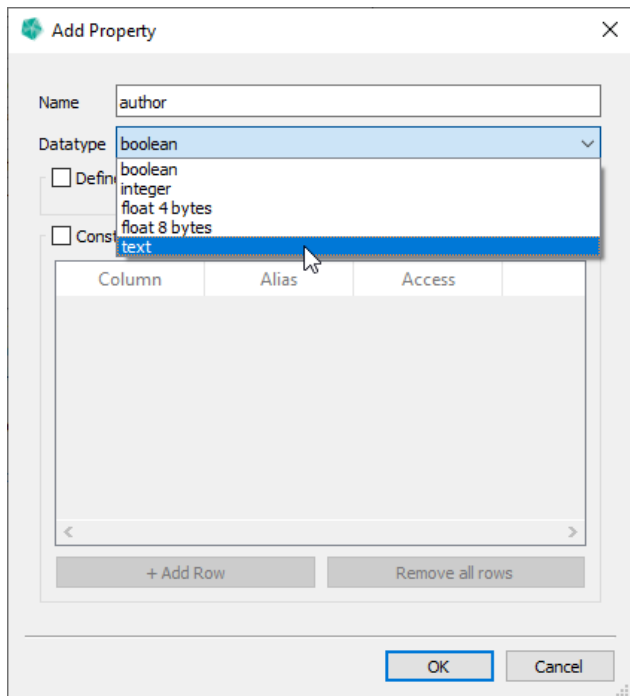 Add Property
Name author
Datatype boolean
boolean
Defin
integer
float 4 bytes
float 8 bytes
Const
text
Column Alias Access
+ Add Row Remove all rows
OK Cancel